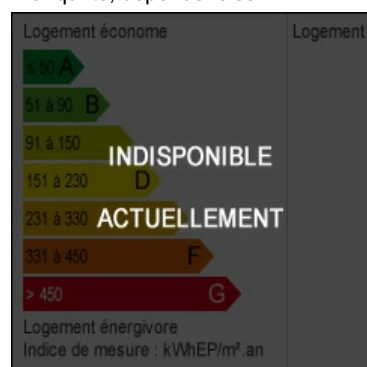 Logement économe
Logement
≤ 50 A
51 à 90 B
91 à 150
INDISPONIBLE
151 à 230 D
231 à 330
ACTUELLEMENT
331 à 450 F
> 450 G
Logement énergivore
Indice de mesure : kWhEP/m².an